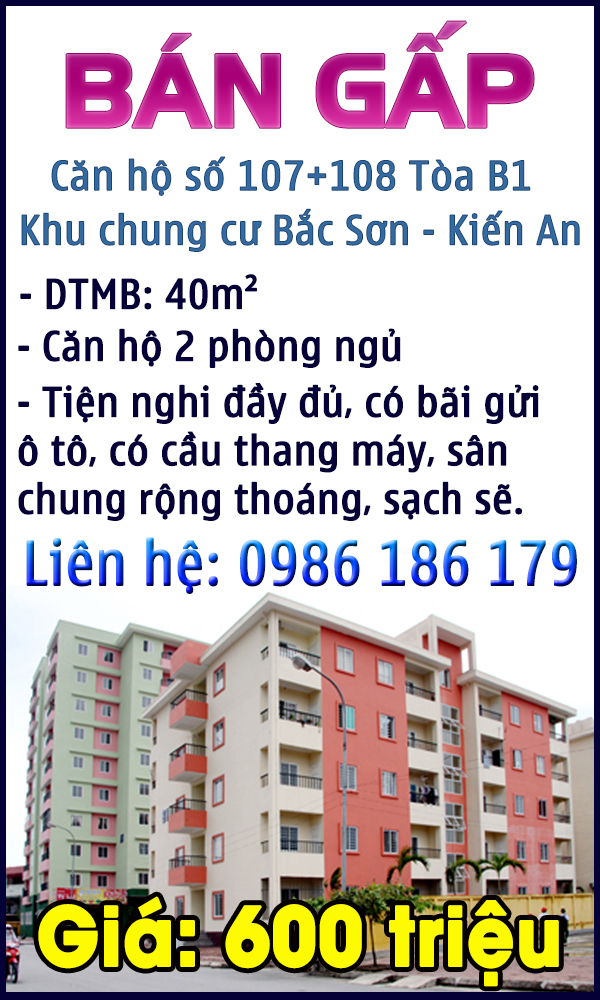 BÁN GẤP
Căn hộ số 107+108 Tòa B1
Khu chung cư Bắc Sơn - Kiến An
- DTMB: 40m²
- Căn hộ 2 phòng ngủ
- Tiện nghi đầy đủ, có bãi gửi
ô tô, có cầu thang máy, sân
chung rộng thoáng, sạch sẽ.
Liên hệ: 0986 186 179
Giá: 600 triệu